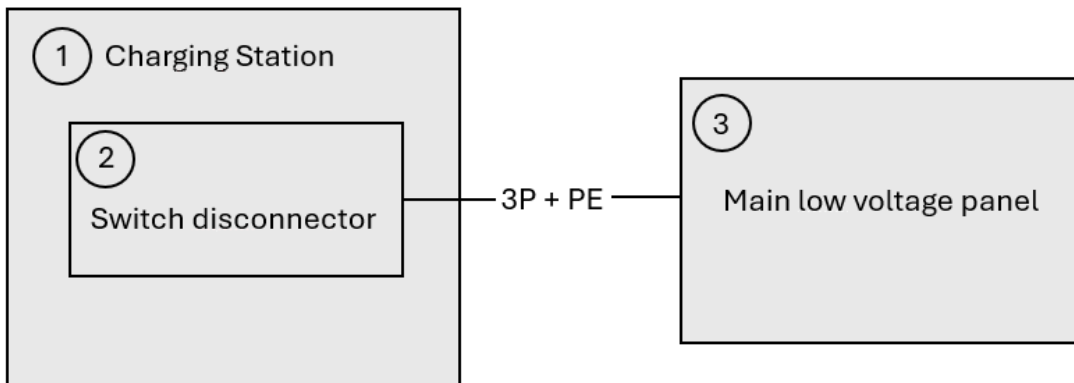 1 Charging Station
2
Switch disconnector
3P + PE
3
Main low voltage panel